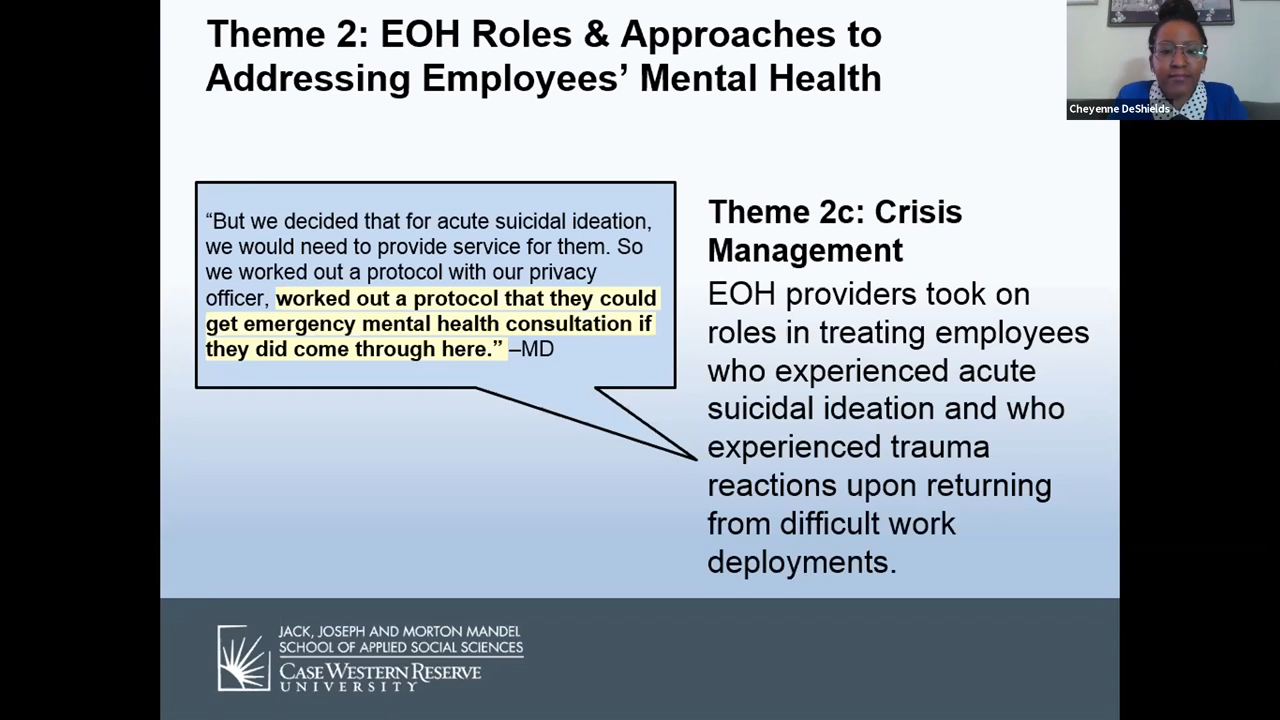 Theme 2: EOH Roles & Approaches to
Addressing Employees’ Mental Health
Cheyenne DeShields
“But we decided that for acute suicidal ideation,
we would need to provide service for them. So
we worked out a protocol with our privacy
officer, worked out a protocol that they could
get emergency mental health consultation if
they did come through here.” –MD
Theme 2c: Crisis
Management
EOH providers took on
roles in treating employees
who experienced acute
suicidal ideation and who
experienced trauma
reactions upon returning
from difficult work
deployments.
JACK, JOSEPH AND MORTON MANDEL
SCHOOL OF APPLIED SOCIAL SCIENCES
CASE WESTERN RESERVE
UNIVERSITY